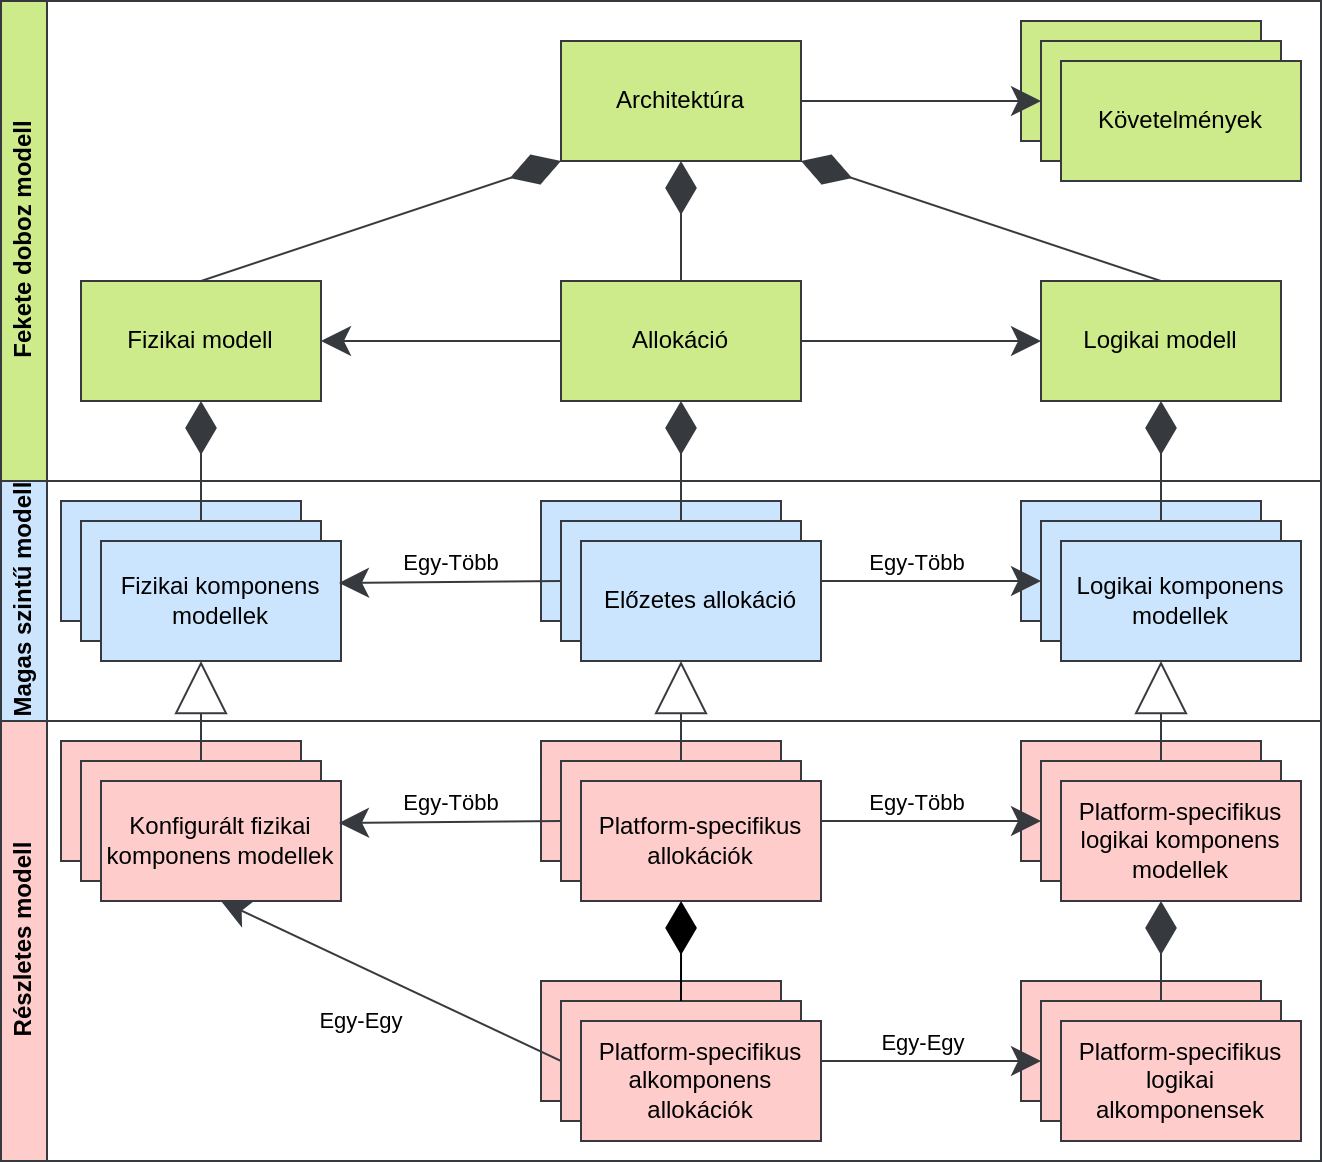 Fekete doboz modell
Architektúra
Követelmények
Fizikai modell
Allokáció
Logikai modell
Magas szintű modell
Fizikai komponens
modellek
Egy-Több
Előzetes allokáció
Egy-Több
Logikai komponens
modellek
Részletes modell
Konfigurált fizikai
komponens modellek
Egy-Több
Platform-specifikus
allokációk
Egy-Több
Platform-specifikus
logikai komponens
modellek
Egy-Egy
Platform-specifikus
alkomponens
allokációk
Egy-Egy
Platform-specifikus
logikai
alkomponensek